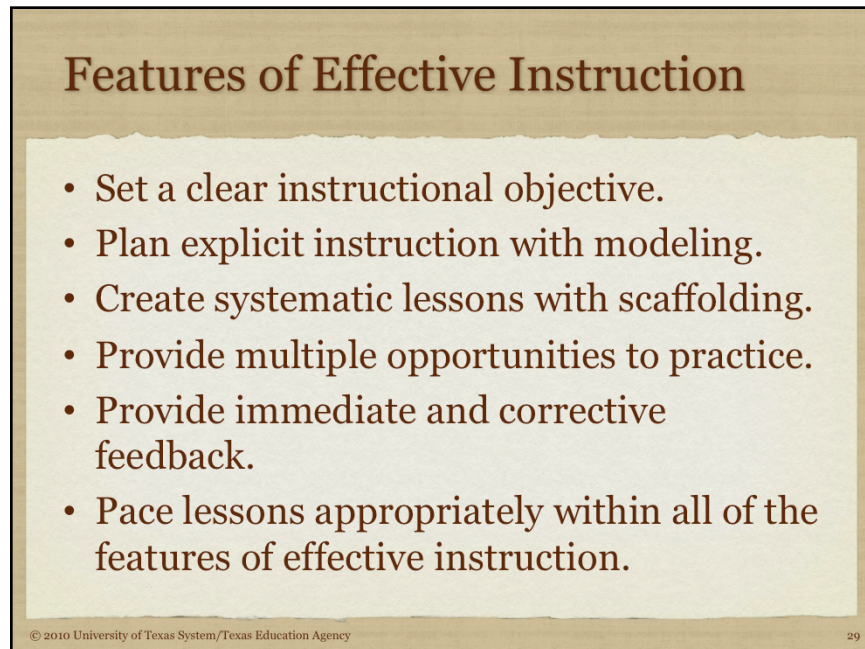 Features of Effective Instruction
• Set a clear instructional objective.
• Plan explicit instruction with modeling.
• Create systematic lessons with scaffolding.
• Provide multiple opportunities to practice.
• Provide immediate and corrective
feedback.
• Pace lessons appropriately within all of the
features of effective instruction.
© 2010 University of Texas System/Texas Education Agency
29